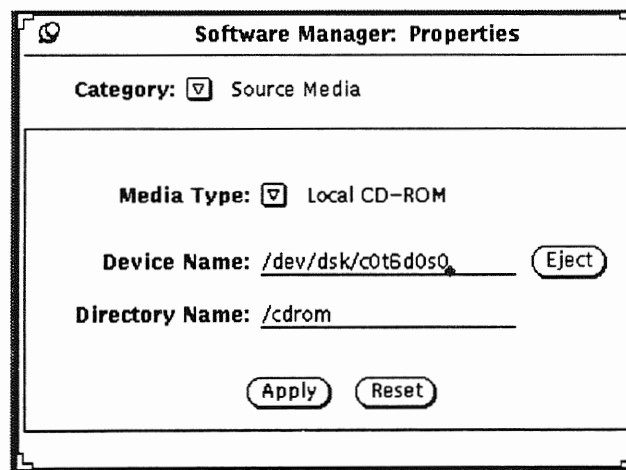 Software Manager: Properties
Category: Source Media
Media Type: Local CD-ROM
Device Name: /dev/dsk/c0t6d0s0 Eject
Directory Name: /cdrom
Apply Reset